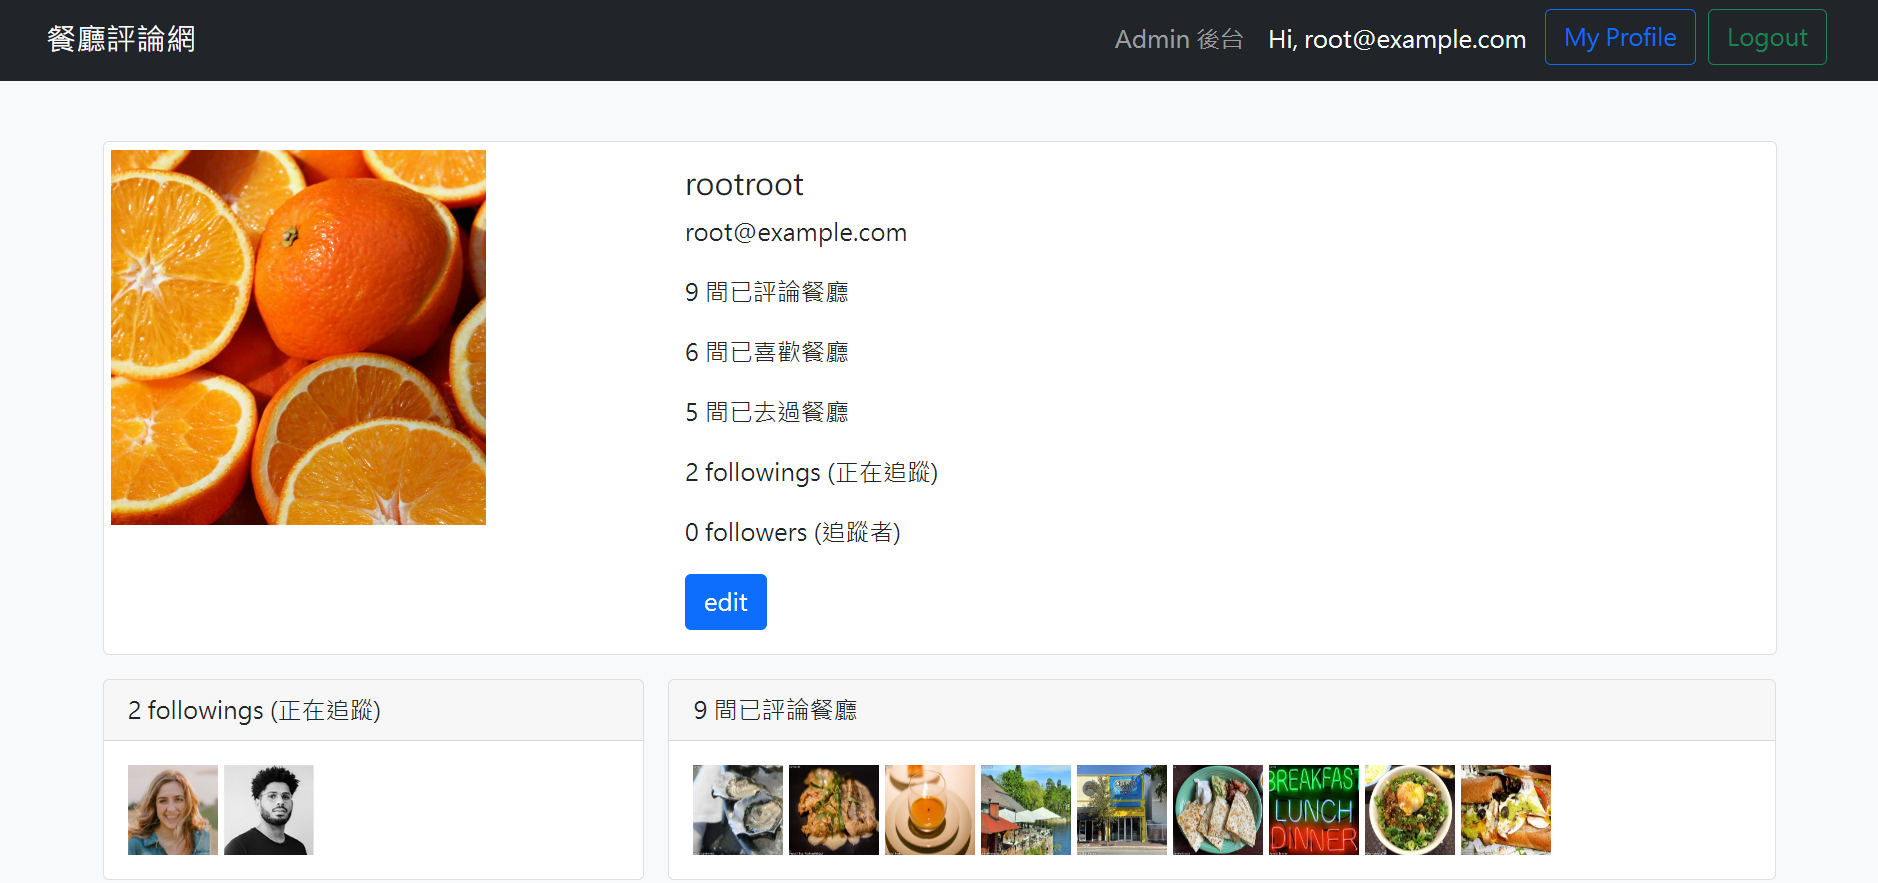 餐廳評論網
Admin 後台
Hi, root@example.com
My Profile
Logout
rootroot
root@example.com
9 間已評論餐廳
6 間已喜歡餐廳
5 間已去過餐廳
2 followings (正在追蹤)
0 followers (追蹤者)
edit
2 followings (正在追蹤)
9 間已評論餐廳
BREAKFAST
LUNCH
DINNER